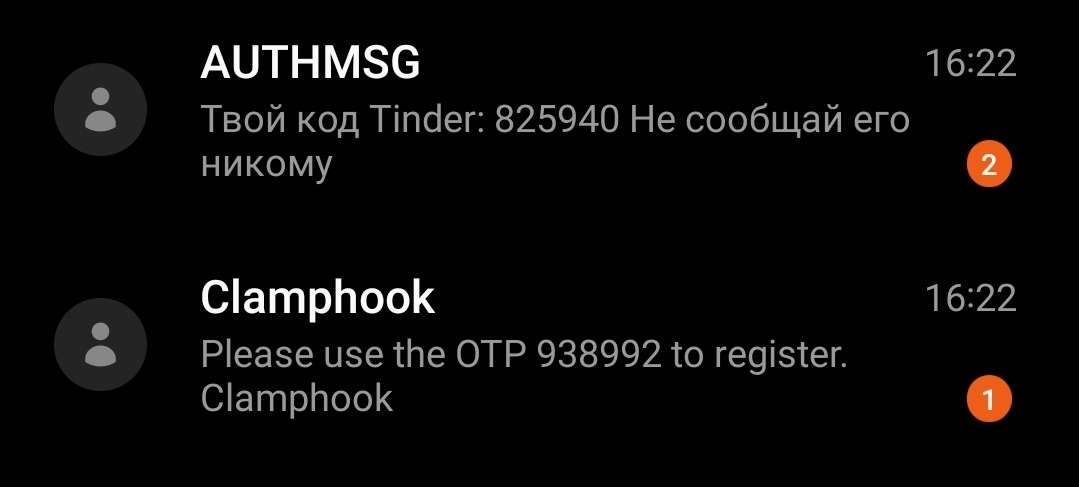 AUTHMSG 16:22
Твой код Tinder: 825940 Не сообщай его
никому
2
Clamphook 16:22
Please use the OTP 938992 to register.
Clamphook
1